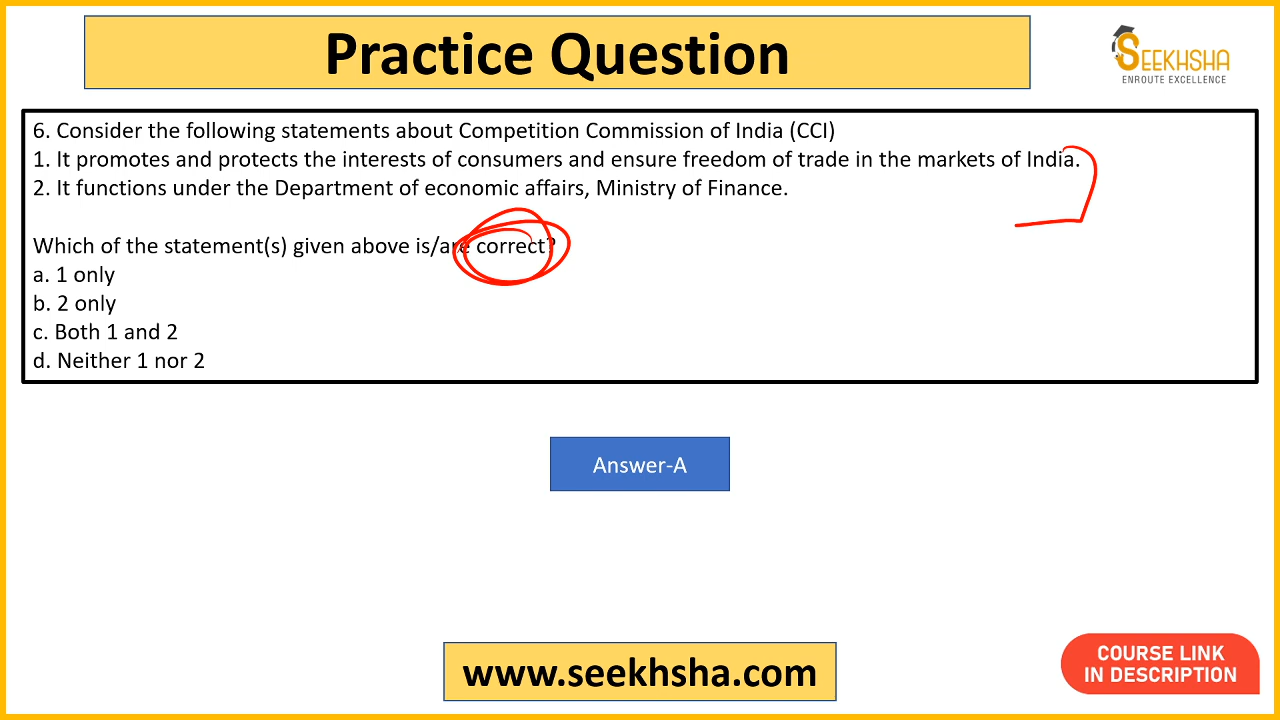 Practice Question
SEEKHSHA
ENROUTE EXCELLENCE
6. Consider the following statements about Competition Commission of India (CCI)
1. It promotes and protects the interests of consumers and ensure freedom of trade in the markets of India.
2. It functions under the Department of economic affairs, Ministry of Finance.
Which of the statement(s) given above is/are correct?
a. 1 only
b. 2 only
c. Both 1 and 2
d. Neither 1 nor 2
Answer-A
www.seekhsha.com
COURSE LINK
IN DESCRIPTION